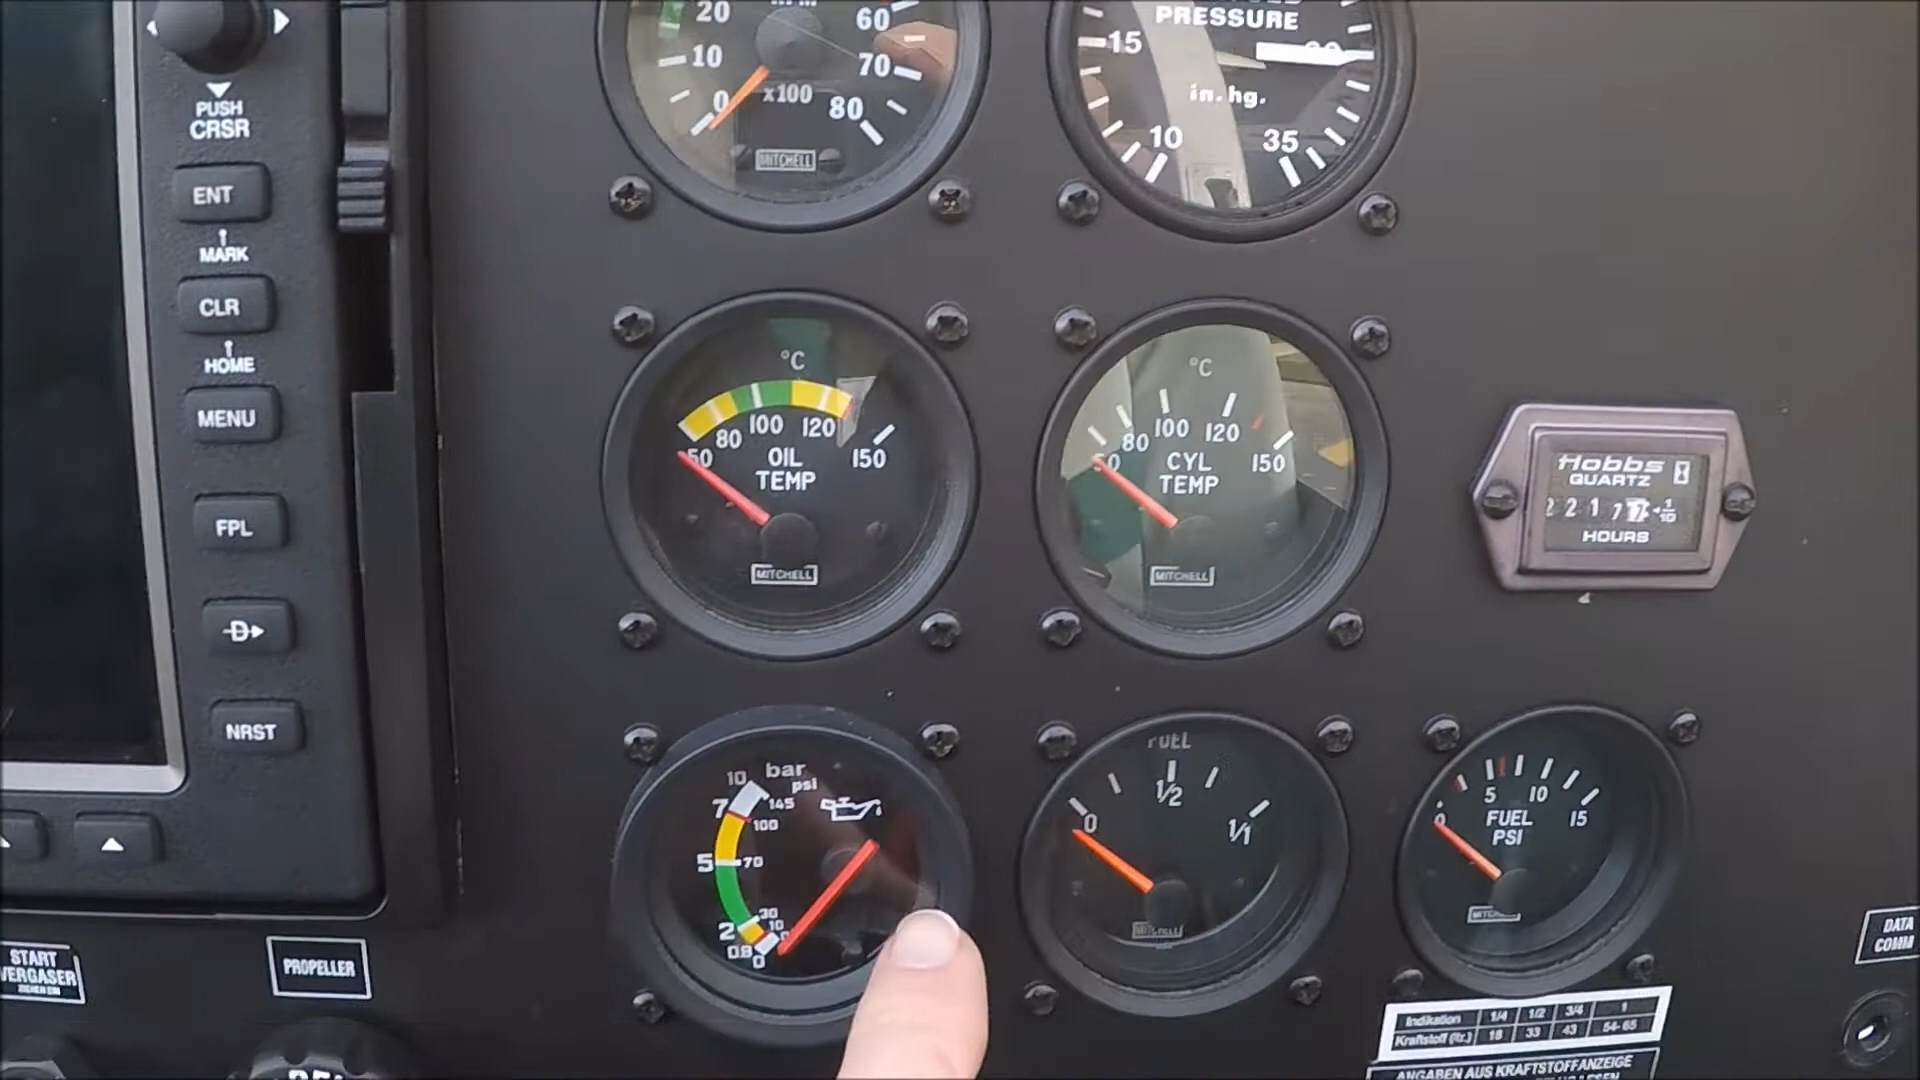 PUSH
CRSR
ENT
MARK
CLR
HOME
MENU
FPL
D
NRST
START
VERGASER
PROPELLER
20
60
10
70
0
x100
80
MITCHELL
PRESSURE
15
in.hg.
10
35
°C
50
80
100
120
150
OIL
TEMP
MITCHELL
°C
80
100
120
150
CYL
TEMP
MITCHELL
Hobbs
QUARTZ
2 2 1 7
1/10
HOURS
10
bar
psi
7
145
100
5
70
30
2
10
0.8
0
FUEL
0
1/2
1/1
MITCHELL
0
5
10
15
FUEL
PSI
MITCHELL
DATA
COMM
Indikation 1/4 1/2 3/4 1
Kraftstoff (ltr.) 18 33 43 54-65
ANGABEN AUS KRAFTSTOFFANZEIGE